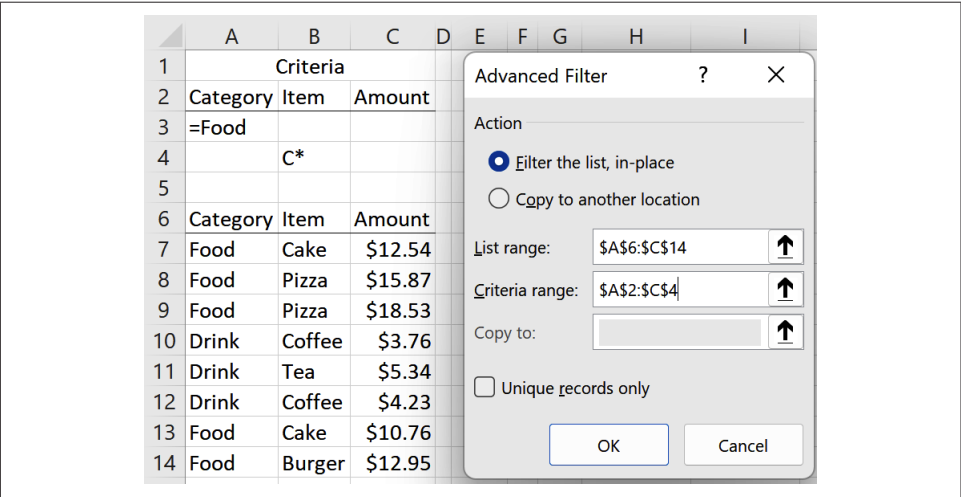 A B C D E F G H I
1 Criteria
2 Category Item Amount
3 =Food
4 C*
5
6 Category Item Amount
7 Food Cake $12.54
8 Food Pizza $15.87
9 Food Pizza $18.53
10 Drink Coffee $3.76
11 Drink Tea $5.34
12 Drink Coffee $4.23
13 Food Cake $10.76
14 Food Burger $12.95
Advanced Filter ?
Action
Filter the list, in-place
Copy to another location
List range: $A$6:$C$14
Criteria range: $A$2:$C$4
Copy to:
Unique records only
OK Cancel